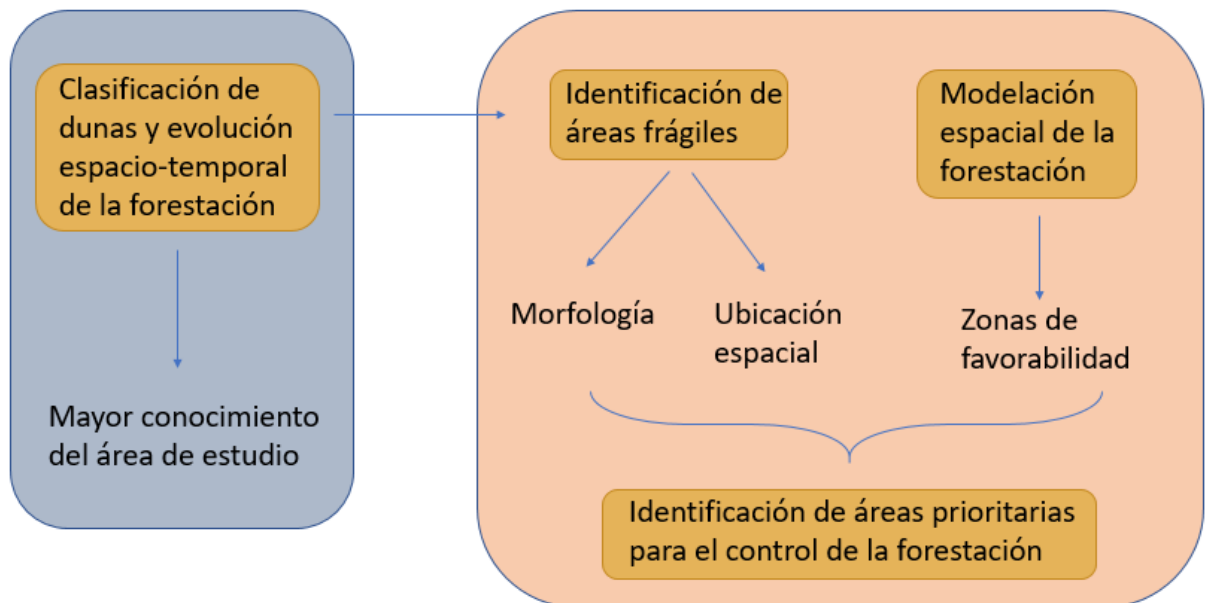 Clasificación de
dunas y evolución
espacio-temporal
de la forestación
Mayor conocimiento
del área de estudio
Identificación de
áreas frágiles
Modelación
espacial de la
forestación
Morfología
Ubicación
espacial
Zonas de
favorabilidad
Identificación de áreas prioritarias
para el control de la forestación